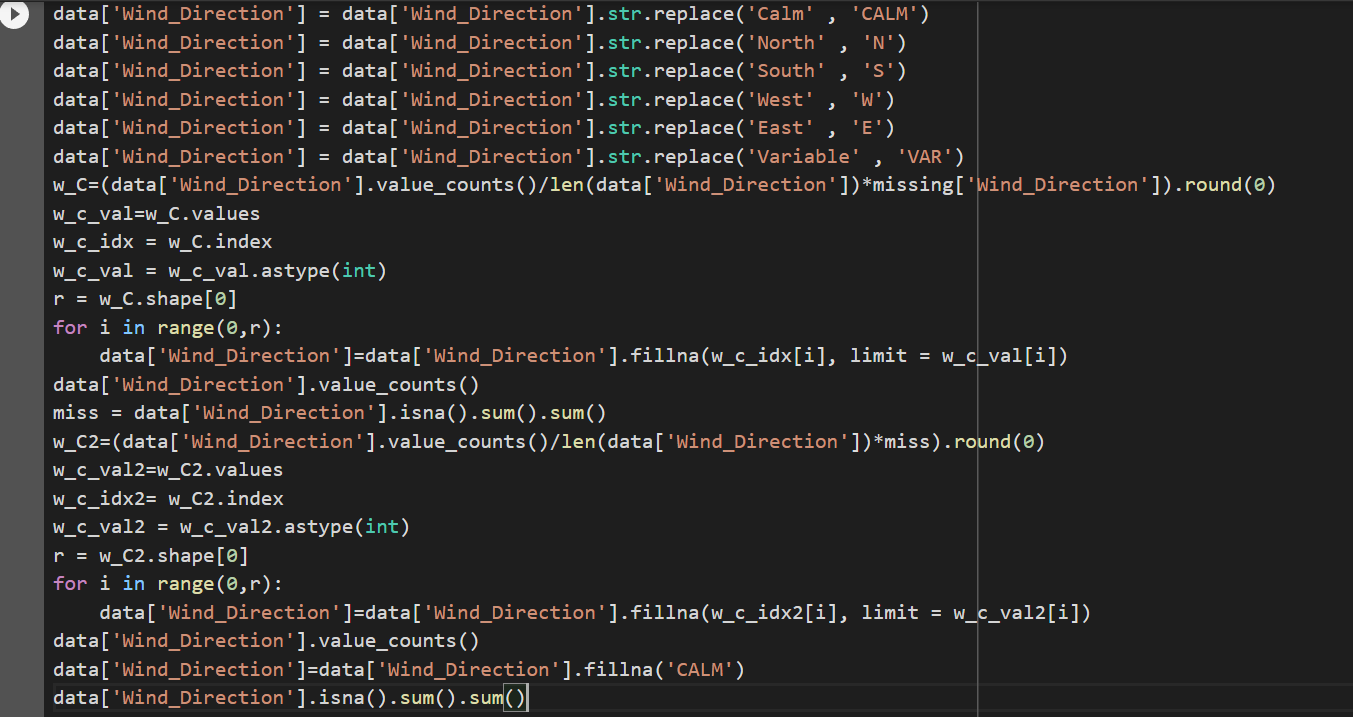 data['Wind_Direction'] = data['Wind_Direction'].str.replace('Calm' , 'CALM')
data['Wind_Direction'] = data['Wind_Direction'].str.replace('North' , 'N')
data['Wind_Direction'] = data['Wind_Direction'].str.replace('South' , 'S')
data['Wind_Direction'] = data['Wind_Direction'].str.replace('West' , 'W')
data['Wind_Direction'] = data['Wind_Direction'].str.replace('East' , 'E')
data['Wind_Direction'] = data['Wind_Direction'].str.replace('Variable' , 'VAR')
w_C=(data['Wind_Direction'].value_counts()/len(data['Wind_Direction'])*missing['Wind_Direction']).round(0)
w_c_val=w_C.values
w_c_idx = w_C.index
w_c_val = w_c_val.astype(int)
r = w_C.shape[0]
for i in range(0,r):
    data['Wind_Direction']=data['Wind_Direction'].fillna(w_c_idx[i], limit = w_c_val[i])
data['Wind_Direction'].value_counts()
miss = data['Wind_Direction'].isna().sum().sum()
w_C2=(data['Wind_Direction'].value_counts()/len(data['Wind_Direction'])*miss).round(0)
w_c_val2=w_C2.values
w_c_idx2= w_C2.index
w_c_val2 = w_c_val2.astype(int)
r = w_C2.shape[0]
for i in range(0,r):
    data['Wind_Direction']=data['Wind_Direction'].fillna(w_c_idx2[i], limit = w_c_val2[i])
data['Wind_Direction'].value_counts()
data['Wind_Direction']=data['Wind_Direction'].fillna('CALM')
data['Wind_Direction'].isna().sum().sum()